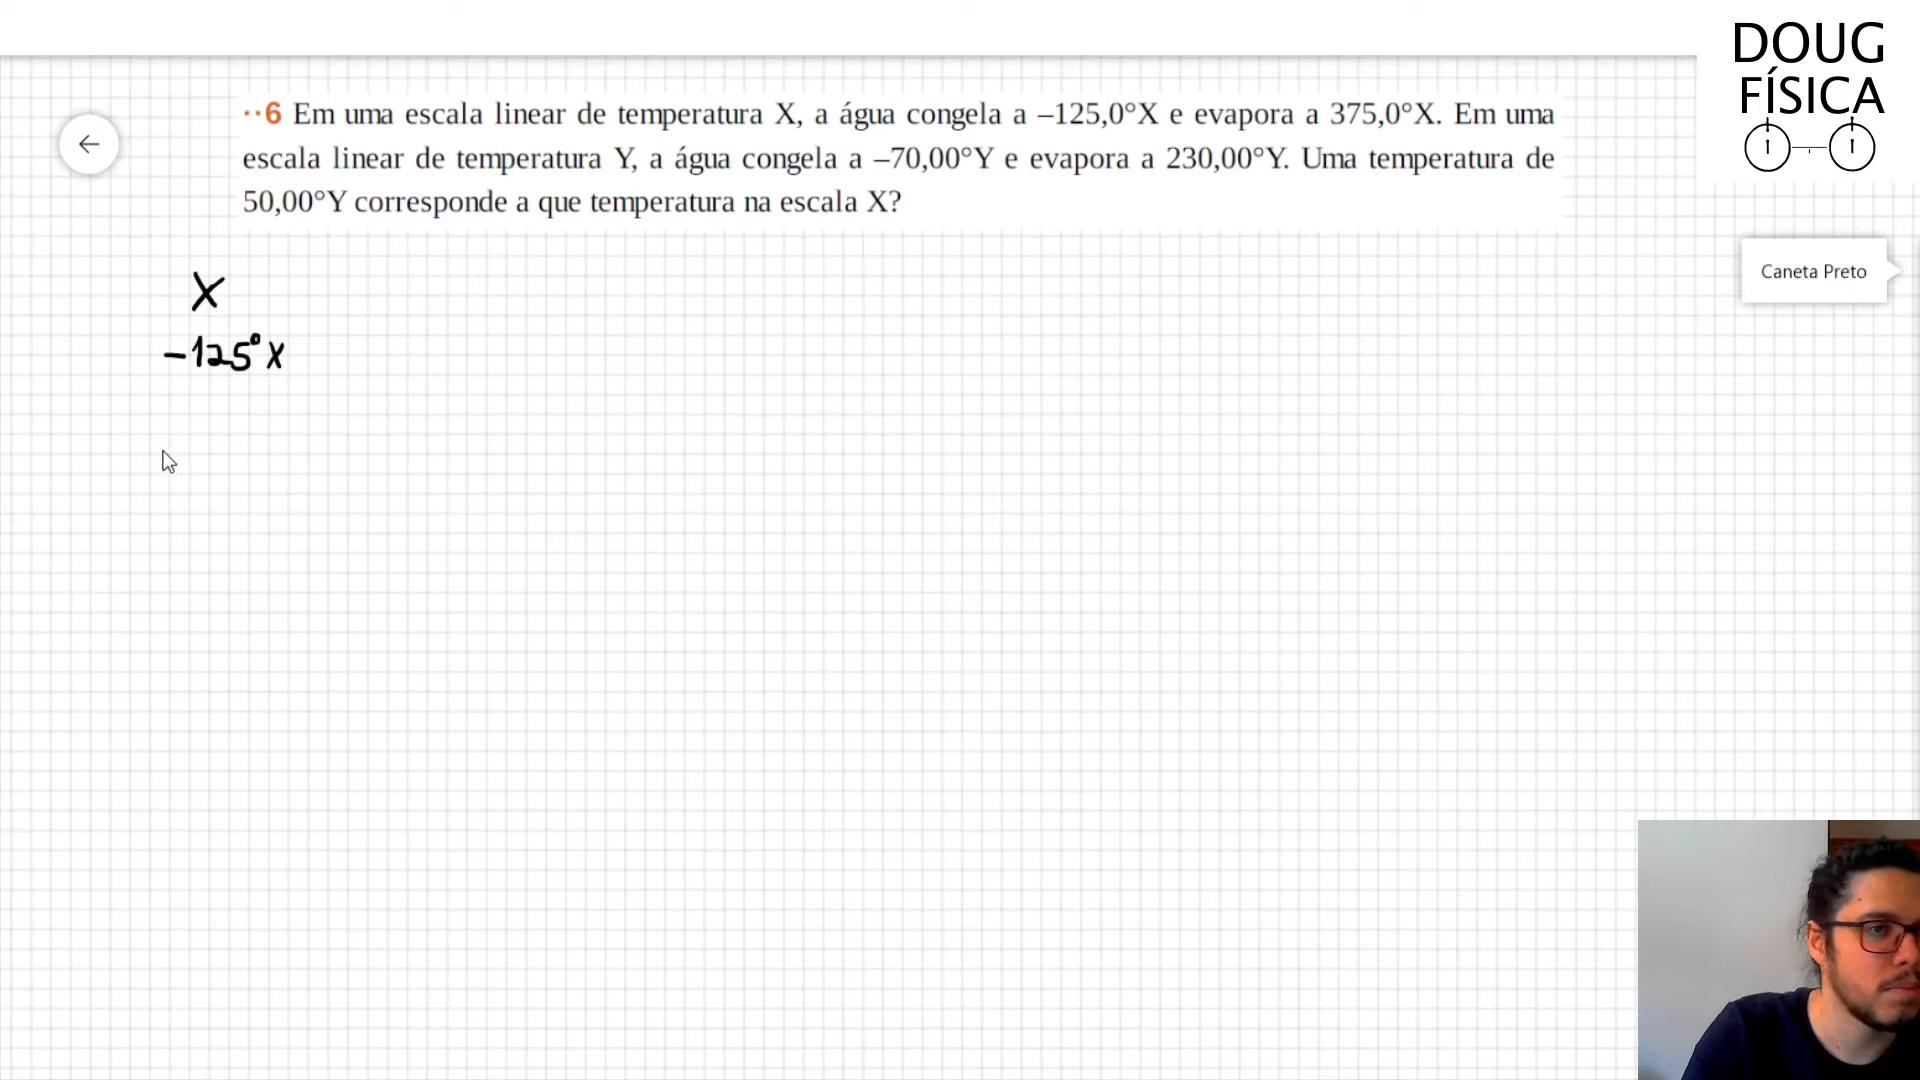 DOUG
FÍSICA
··6 Em uma escala linear de temperatura X, a água congela a –125,0°X e evapora a 375,0°X. Em uma
escala linear de temperatura Y, a água congela a –70,00°Y e evapora a 230,00°Y. Uma temperatura de
50,00°Y corresponde a que temperatura na escala X?
Caneta Preto
X
-125°X